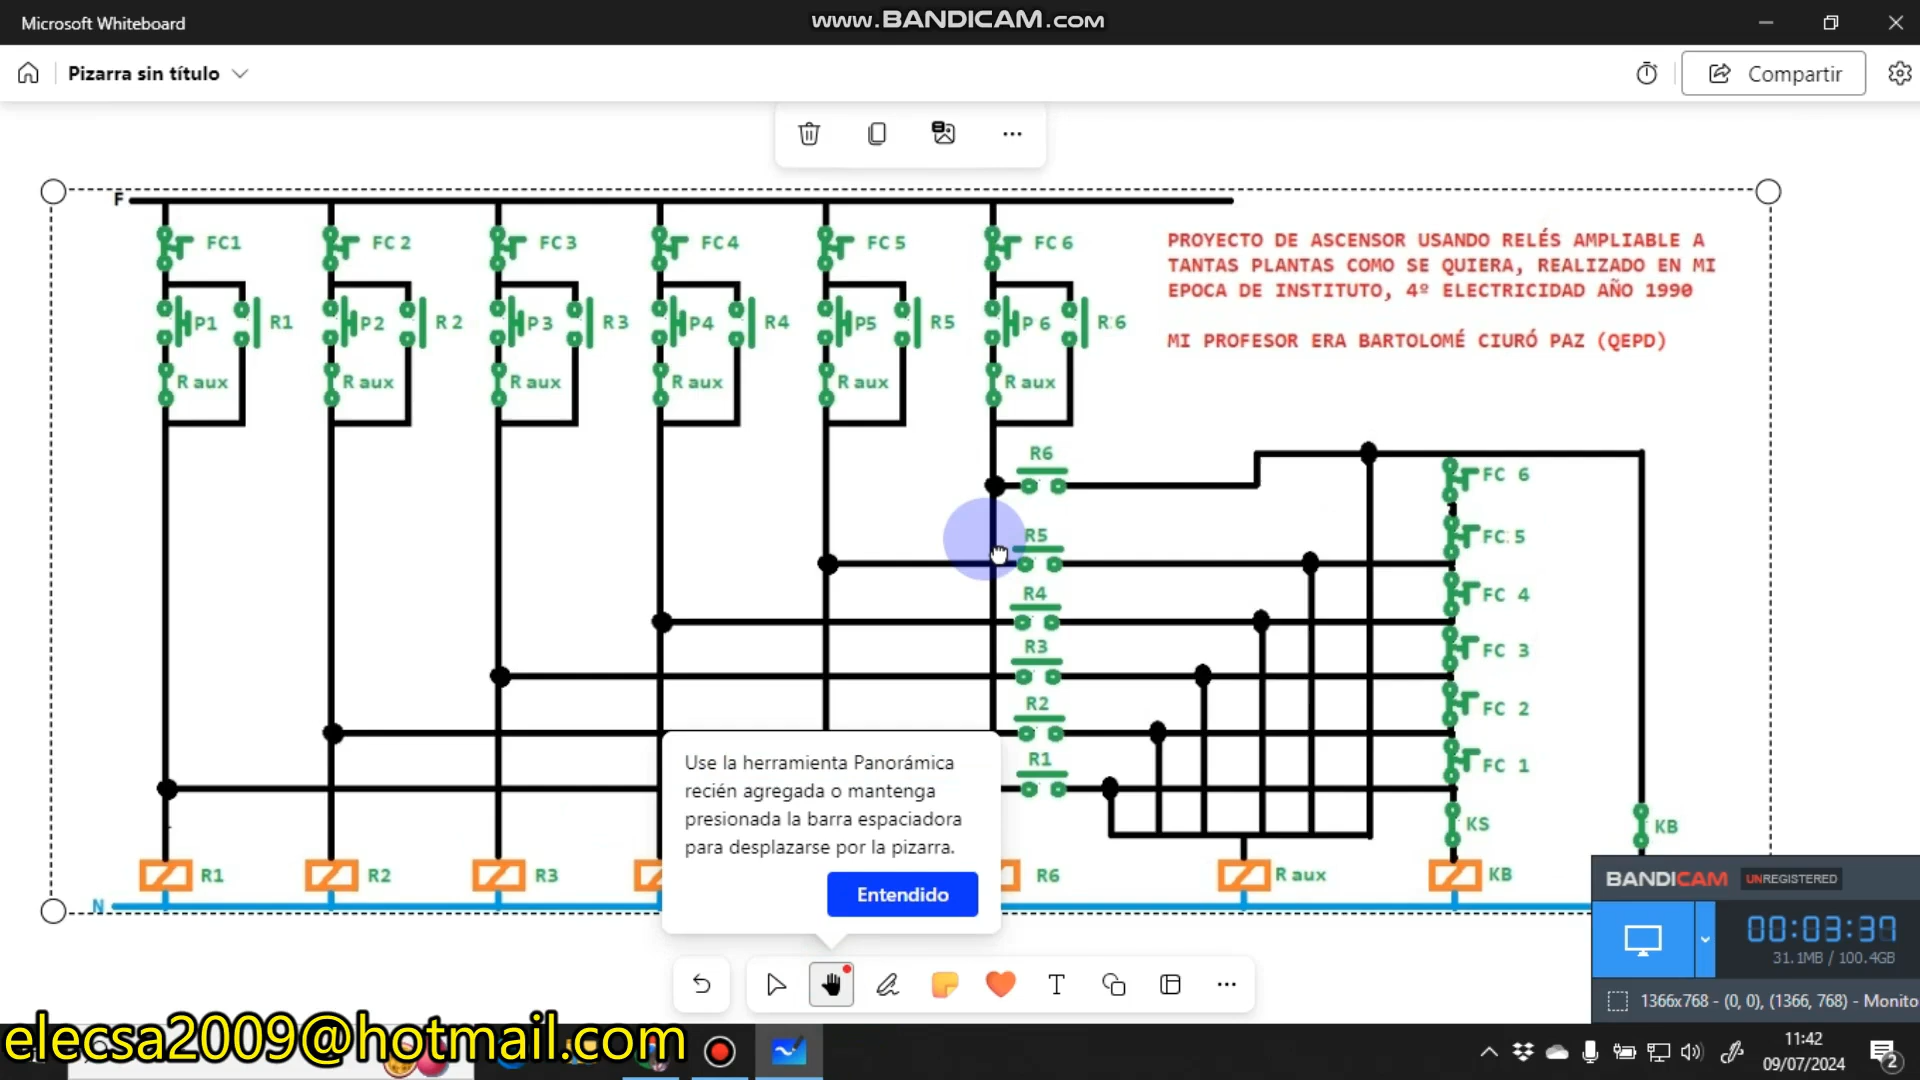 Microsoft Whiteboard
www.BANDICAM.com
Pizarra sin título
Compartir
F
FC1 FC 2 FC 3 FC 4 FC 5 FC 6
PROYECTO DE ASCENSOR USANDO RELÉS AMPLIABLE A
TANTAS PLANTAS COMO SE QUIERA, REALIZADO EN MI
EPOCA DE INSTITUTO, 4º ELECTRICIDAD AÑO 1990
P1 R1 P2 R 2 P 3 R 3 P4 R4 P5 R5 P 6 R 6
MI PROFESOR ERA BARTOLOMÉ CIURÓ PAZ (QEPD)
R aux R aux R aux R aux R aux R aux
R6
FC 6
R5
FC 5
R4
FC 4
R3
FC 3
R2
FC 2
R1
FC 1
Use la herramienta Panorámica
recién agregada o mantenga
presionada la barra espaciadora
para desplazarse por la pizarra.
Entendido
KS
KB
R1 R2 R3 R6 R aux KB
N
BANDICAM UNREGISTERED
00:03:37
31.1MB / 100.4GB
1366x768 - (0, 0), (1366, 768) - Monito
T
elecsa2009@hotmail.com
11:42
09/07/2024
2